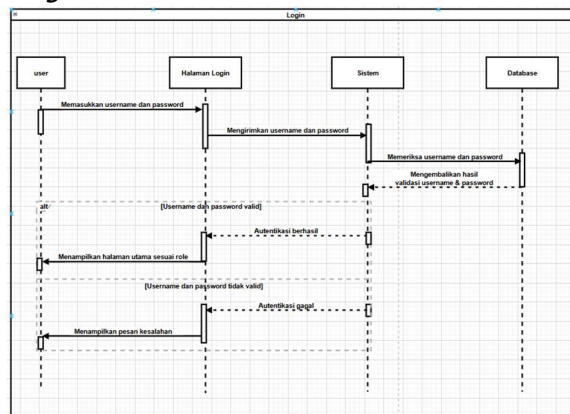 Login
user
Halaman Login
Sistem
Database
Memasukkan username dan password
Mengirimkan username dan password
Memeriksa username dan password
Mengembalikan hasil
validasi username & password
alt
[Username dan password valid]
Autentikasi berhasil
Menampilkan halaman utama sesuai role
[Username dan password tidak valid]
Autentikasi gagal
Menampilkan pesan kesalahan